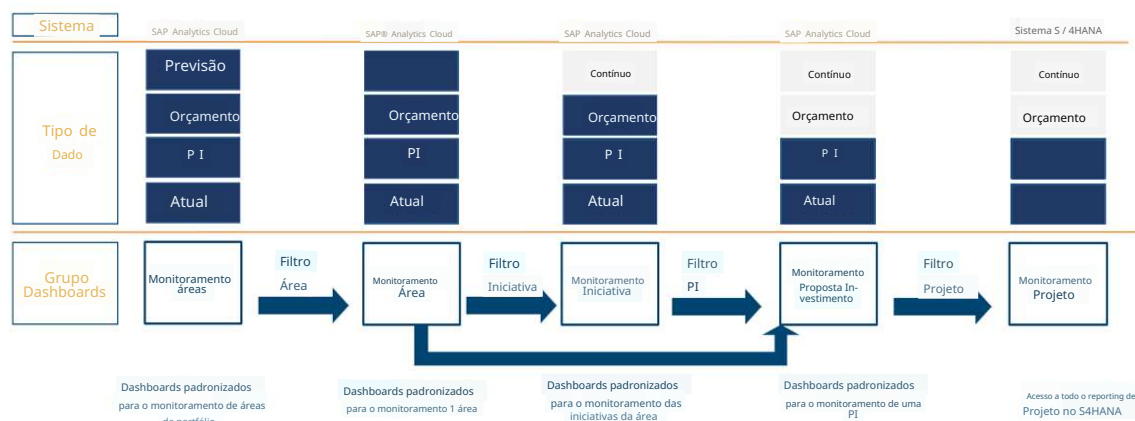 Sistema
SAP Analytics Cloud
SAP® Analytics Cloud
SAP Analytics Cloud
SAP Analytics Cloud
Sistema S / 4HANA
Tipo de
Dado
Previsão
Orçamento
P I
Atual
Orçamento
PI
Atual
Contínuo
Orçamento
P I
Atual
Contínuo
Orçamento
P I
Atual
Contínuo
Orçamento
Grupo
Dashboards
Monitoramento
áreas
Filtro
Área
Monitoramento
Área
Filtro
Iniciativa
Monitoramento
Iniciativa
Filtro
PI
Monitoramento
Proposta In-
vestimento
Filtro
Projeto
Monitoramento
Projeto
Dashboards padronizados
para o monitoramento de áreas
de portfólio
Dashboards padronizados
para o monitoramento 1 área
Dashboards padronizados
para o monitoramento das
iniciativas da área
Dashboards padronizados
para o monitoramento de uma
PI
Acesso a todo o reporting de
Projeto no S4HANA